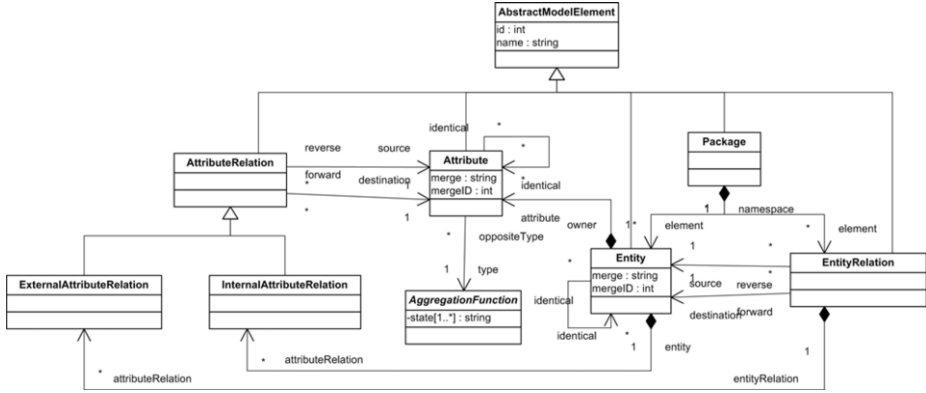 AbstractModelElement
id : int
name : string
identical
*
*
*
identical
AttributeRelation
reverse
source
forward
destination
*
*
1
1
Attribute
merge : string
mergeID : int
attribute
owner
Package
1
namespace
element
element
*
*
1
*
oppositeType
1
type
AggregationFunction
-state[1..*] : string
ExternalAttributeRelation
InternalAttributeRelation
Entity
merge : string
mergeID : int
*
identical
identical
*
1
*
1
source
reverse
destination
forward
EntityRelation
*
attributeRelation
1
entity
*
attributeRelation
1
entityRelation